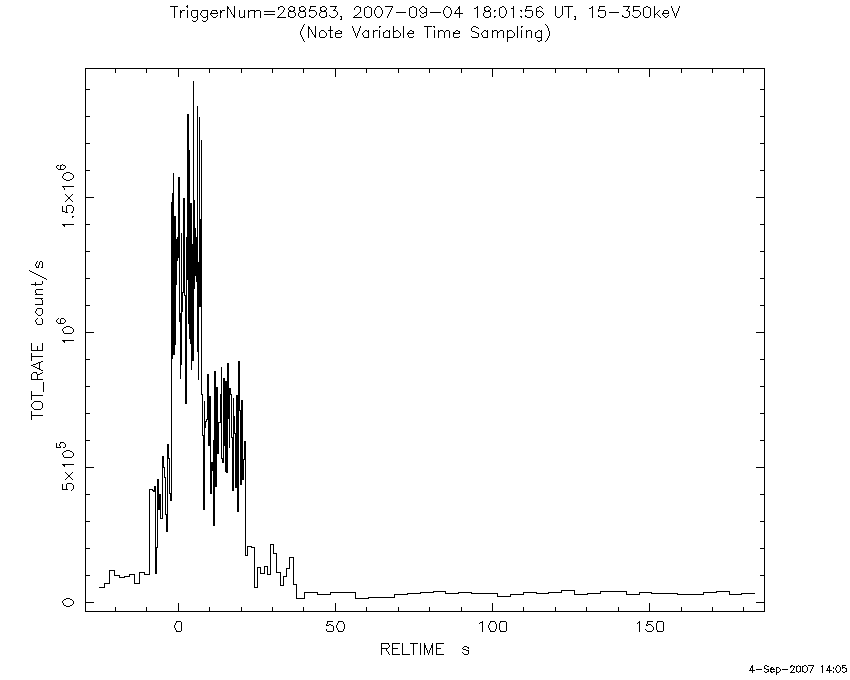 TriggerNum=288583, 2007-09-04 18:01:56 UT, 15-350keV
(Note Variable Time Sampling)
TOT_RATE count/s
1.5×10⁶
10⁶
5×10⁵
0
0 50 100 150
RELTIME s
4-Sep-2007 14:05